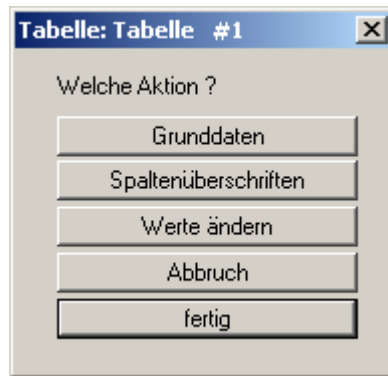 Tabelle: Tabelle #1
Welche Aktion ?
Grunddaten
Spaltenüberschriften
Werte ändern
Abbruch
fertig